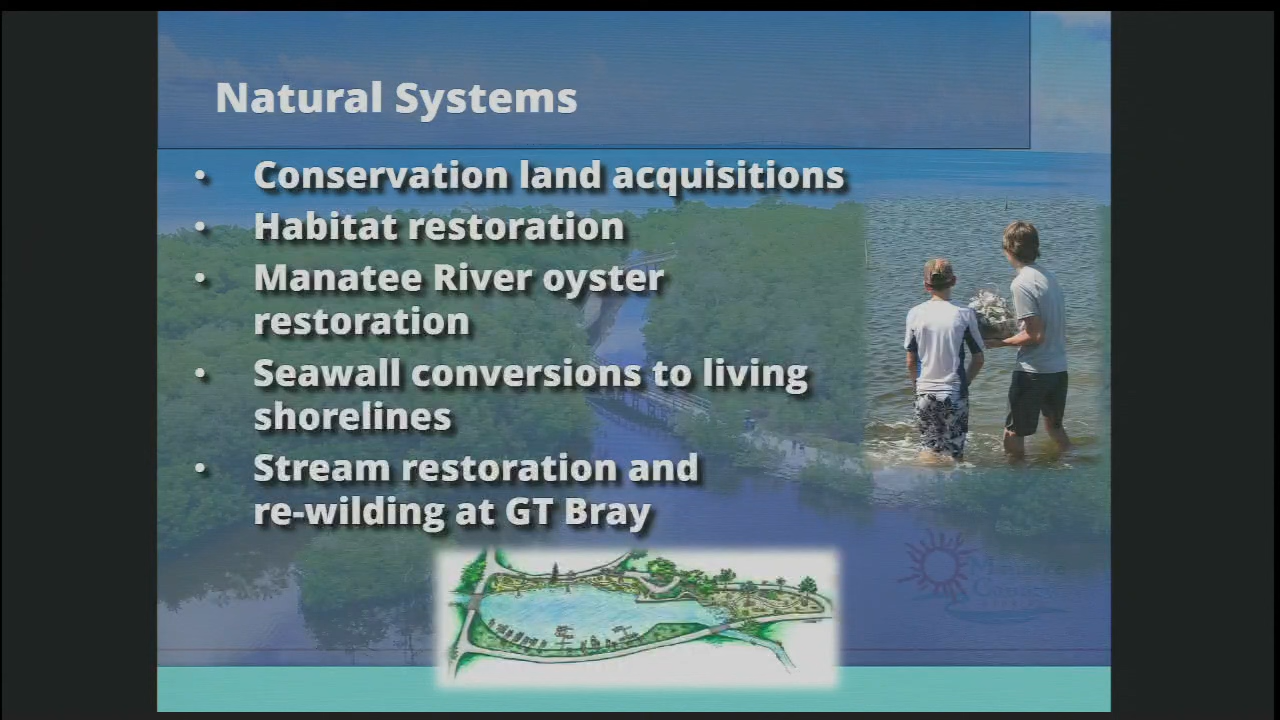 Natural Systems
• Conservation land acquisitions
• Habitat restoration
• Manatee River oyster
restoration
• Seawall conversions to living
shorelines
• Stream restoration and
re-wilding at GT Bray